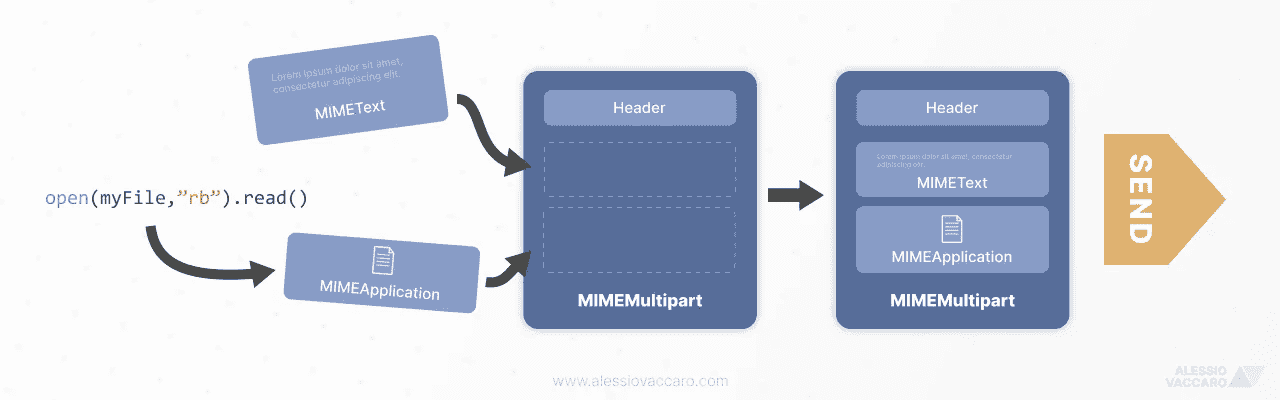 Lorem ipsum dolor sit amet,
consectetur adipiscing elit.
MIMEText
open(myFile,”rb”).read()
MIMEApplication
Header
MIMEMultipart
Header
Lorem ipsum dolor sit amet, consectetur
adipiscing elit.
MIMEText
MIMEApplication
MIMEMultipart
SEND
www.alessiovaccaro.com
ALESSIO
VACCARO